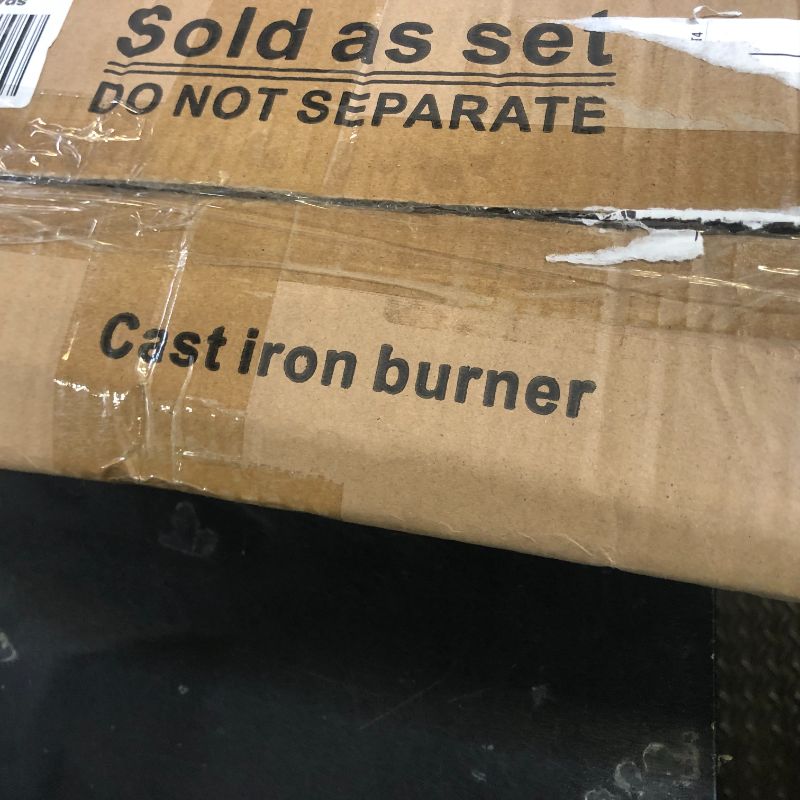 Sold as set
DO NOT SEPARATE
Cast iron burner